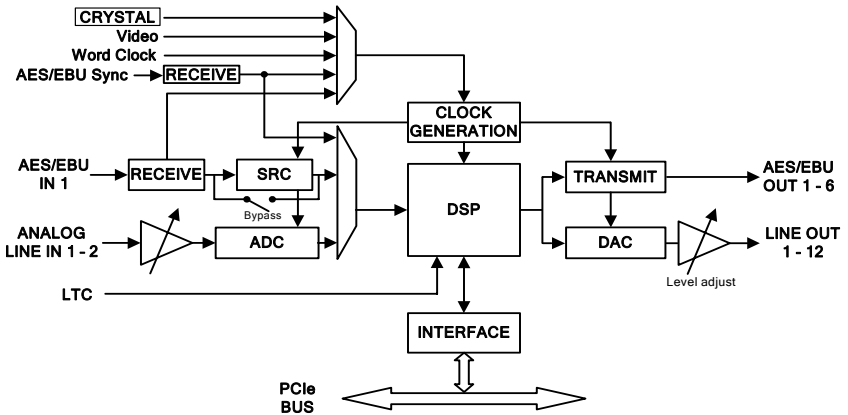 CRYSTAL
Video
Word Clock
AES/EBU Sync
RECEIVE
CLOCK
GENERATION
AES/EBU
IN 1
RECEIVE
SRC
Bypass
DSP
TRANSMIT
AES/EBU
OUT 1 - 6
ANALOG
LINE IN 1 - 2
ADC
DAC
LINE OUT
1 - 12
Level adjust
LTC
INTERFACE
PCIe
BUS